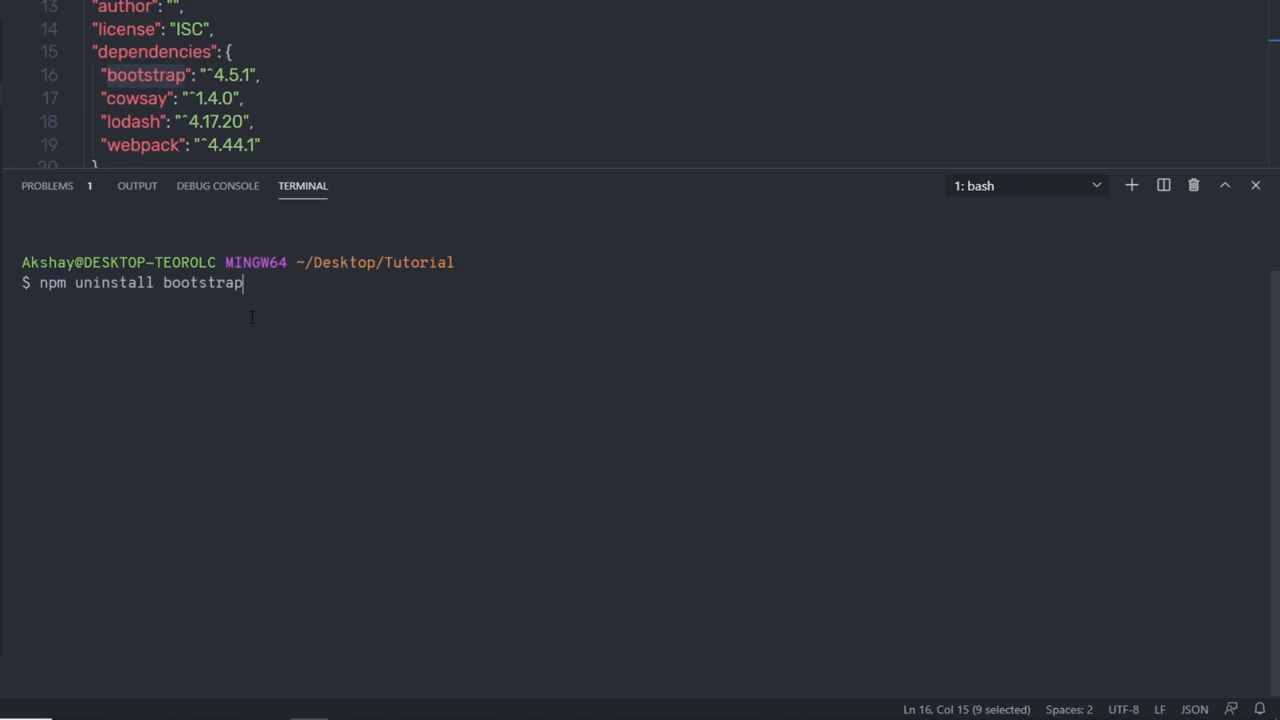 13 "author": "",
14 "license": "ISC",
15 "dependencies": {
16 "bootstrap": "^4.5.1",
17 "cowsay": "^1.4.0",
18 "lodash": "^4.17.20",
19 "webpack": "^4.44.1"
20 }
PROBLEMS 1 OUTPUT DEBUG CONSOLE TERMINAL 1: bash
Akshay@DESKTOP-TEOROLC MINGW64 ~/Desktop/Tutorial
$ npm uninstall bootstrap
Ln 16, Col 15 (9 selected) Spaces: 2 UTF-8 LF JSON